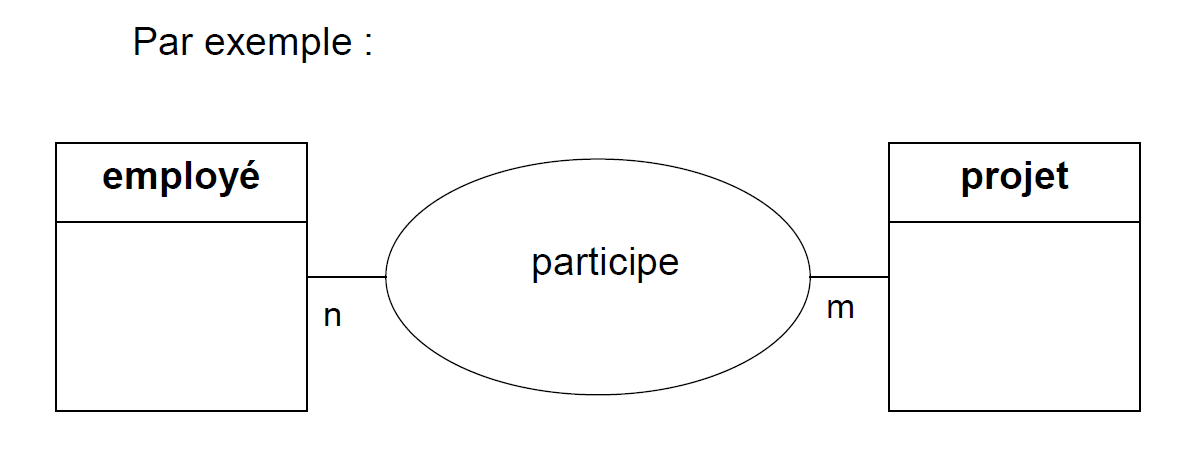 Par exemple :
employé
projet
participe
n
m